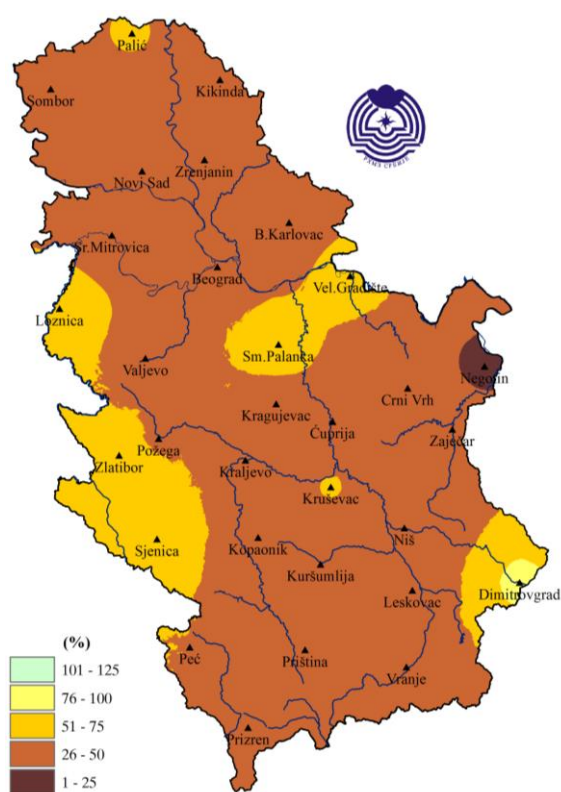 Palić
Sombor
Kikinda
Zrenjanin
Novi Sad
B.Karlovac
Sr.Mitrovica
Beograd
Vel.Gradište
Loznica
Sm.Palanka
Valjevo
Negotin
Crni Vrh
Kragujevac
Ćuprija
Zaječar
Požega
Zlatibor
Kraljevo
Kruševac
Sjenica
Kopaonik
Niš
Kuršumlija
Dimitrovgrad
Leskovac
Peć
Priština
Vranje
Prizren
(%)
101 - 125
76 - 100
51 - 75
26 - 50
1 - 25